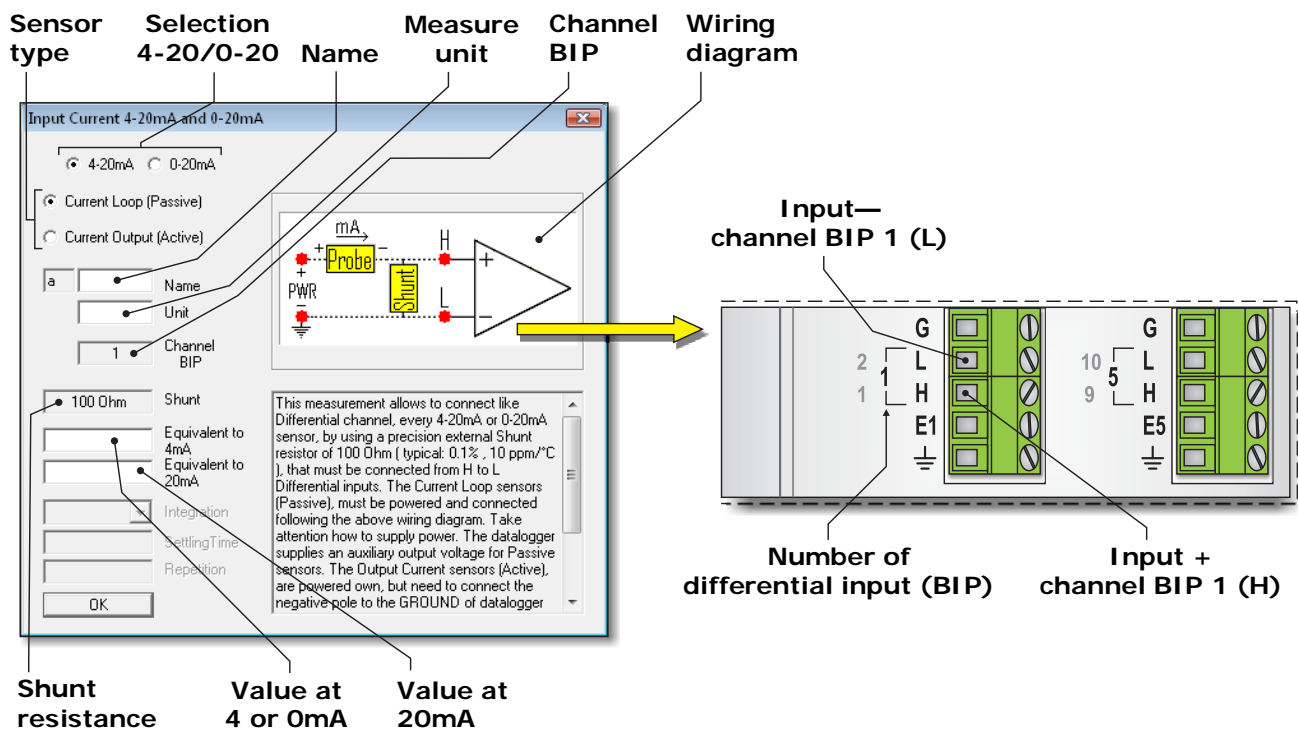 Sensor type
Selection 4-20/0-20
Name
Measure unit
Channel BIP
Wiring diagram
Input Current 4-20mA and 0-20mA
4-20mA 0-20mA
Current Loop (Passive)
Current Output (Active)
a
Name
Unit
1 Channel BIP
100 Ohm Shunt
Equivalent to 4mA
Equivalent to 20mA
Integration
SettlingTime
Repetition
OK
mA
+ Probe -
H
+
+
PWR
-
Shunt
L
-
This measurement allows to connect like
Differential channel, every 4-20mA or 0-20mA
sensor, by using a precision external Shunt
resistor of 100 Ohm ( typical: 0.1% , 10 ppm/°C
), that must be connected from H to L
Differential inputs. The Current Loop sensors
(Passive), must be powered and connected
following the above wiring diagram. Take
attention how to supply power. The datalogger
supplies an auxiliary output voltage for Passive
sensors. The Output Current sensors (Active),
are powered own, but need to connect the
negative pole to the GROUND of datalogger
Input—
channel BIP 1 (L)
G
2 L
1
1 H
E1
G
10 L
5
9 H
E5
Number of
differential input (BIP)
Input +
channel BIP 1 (H)
Shunt
resistance
Value at
4 or 0mA
Value at
20mA